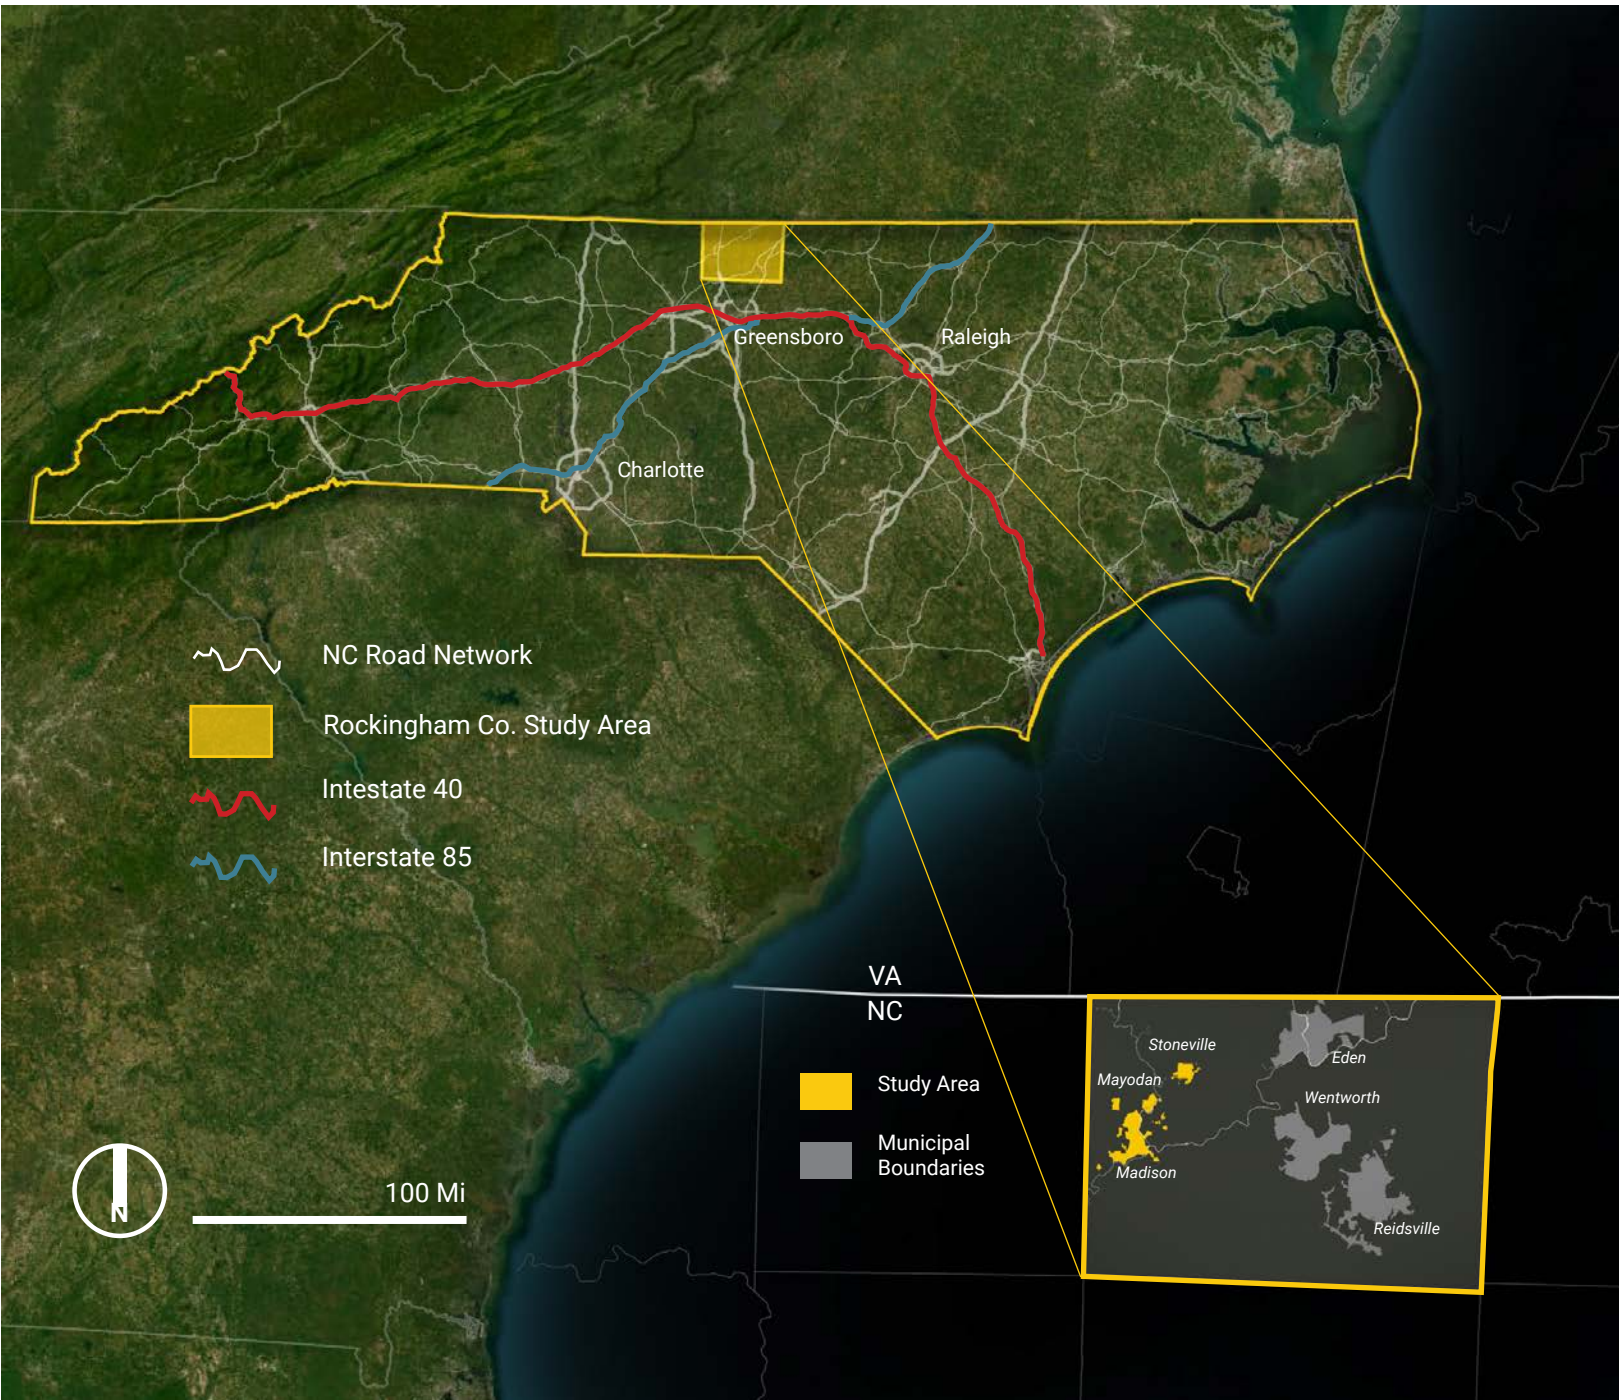 Greensboro
Raleigh
Charlotte
NC Road Network
Rockingham Co. Study Area
Intestate 40
Interstate 85
VA
NC
Study Area
Municipal
Boundaries
Stoneville
Eden
Mayodan
Wentworth
Madison
Reidsville
100 Mi
N